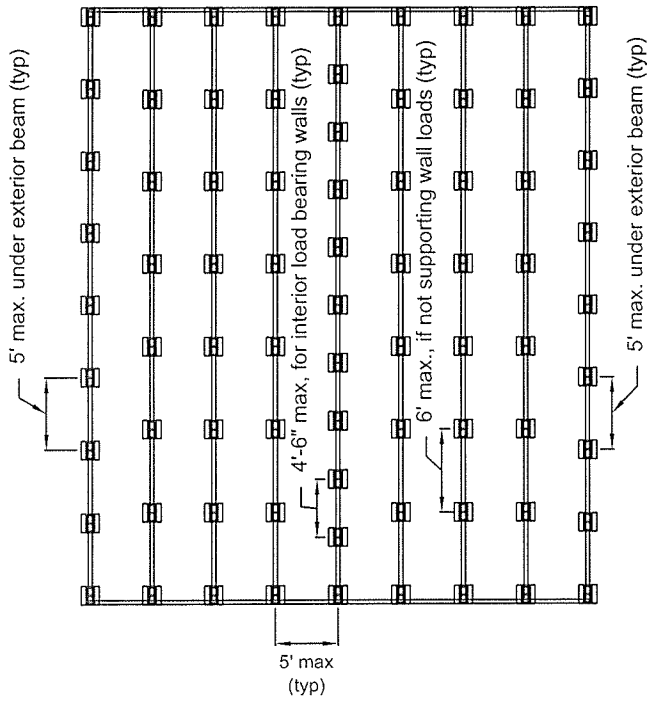 5' max. under exterior beam (typ)
4'-6" max, for interior load bearing walls (typ)
6' max., if not supporting wall loads (typ)
5' max. under exterior beam (typ)
5' max
(typ)